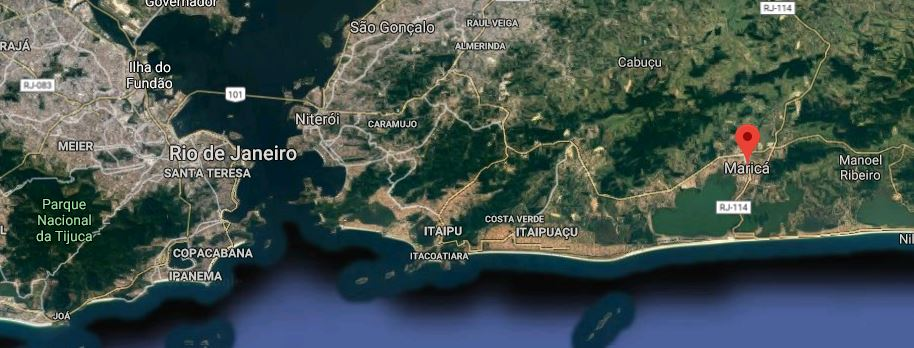 Governador
São Gonçalo
RAUL VEIGA
RJ-114
ALMERINDA
RAJÁ
Ilha do
Fundão
Cabuçu
RJ-083
101
Niterói
CARAMUJO
MEIER
Rio de Janeiro
SANTA TERESA
Maricá
Manoel
Ribeiro
Parque
Nacional
da Tijuca
RJ-114
COSTA VERDE
ITAIPU
ITAIPUAÇU
Nil
COPACABANA
ITACOATIARA
IPANEMA
JOÁ